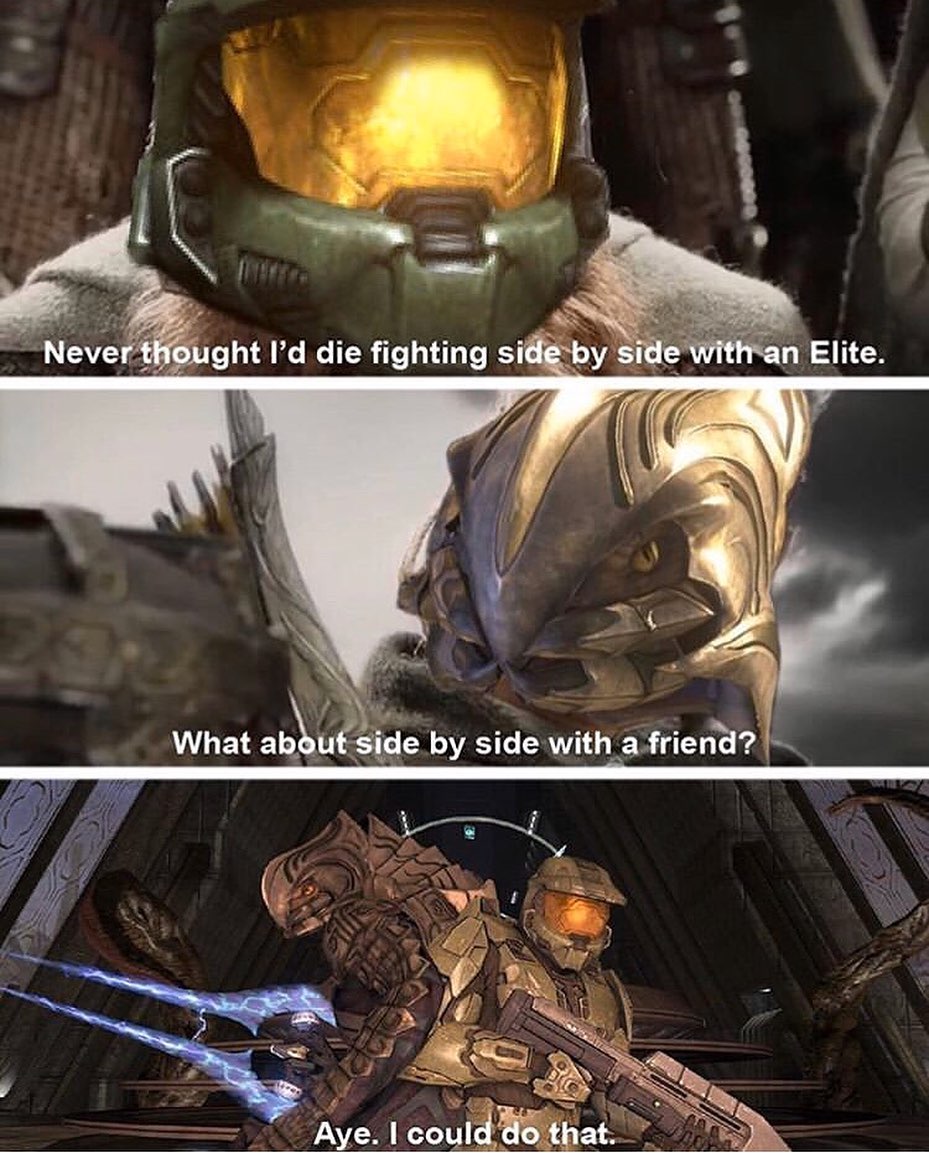 Never thought I'd die fighting side by side with an Elite.
What about side by side with a friend?
Aye. I could do that.